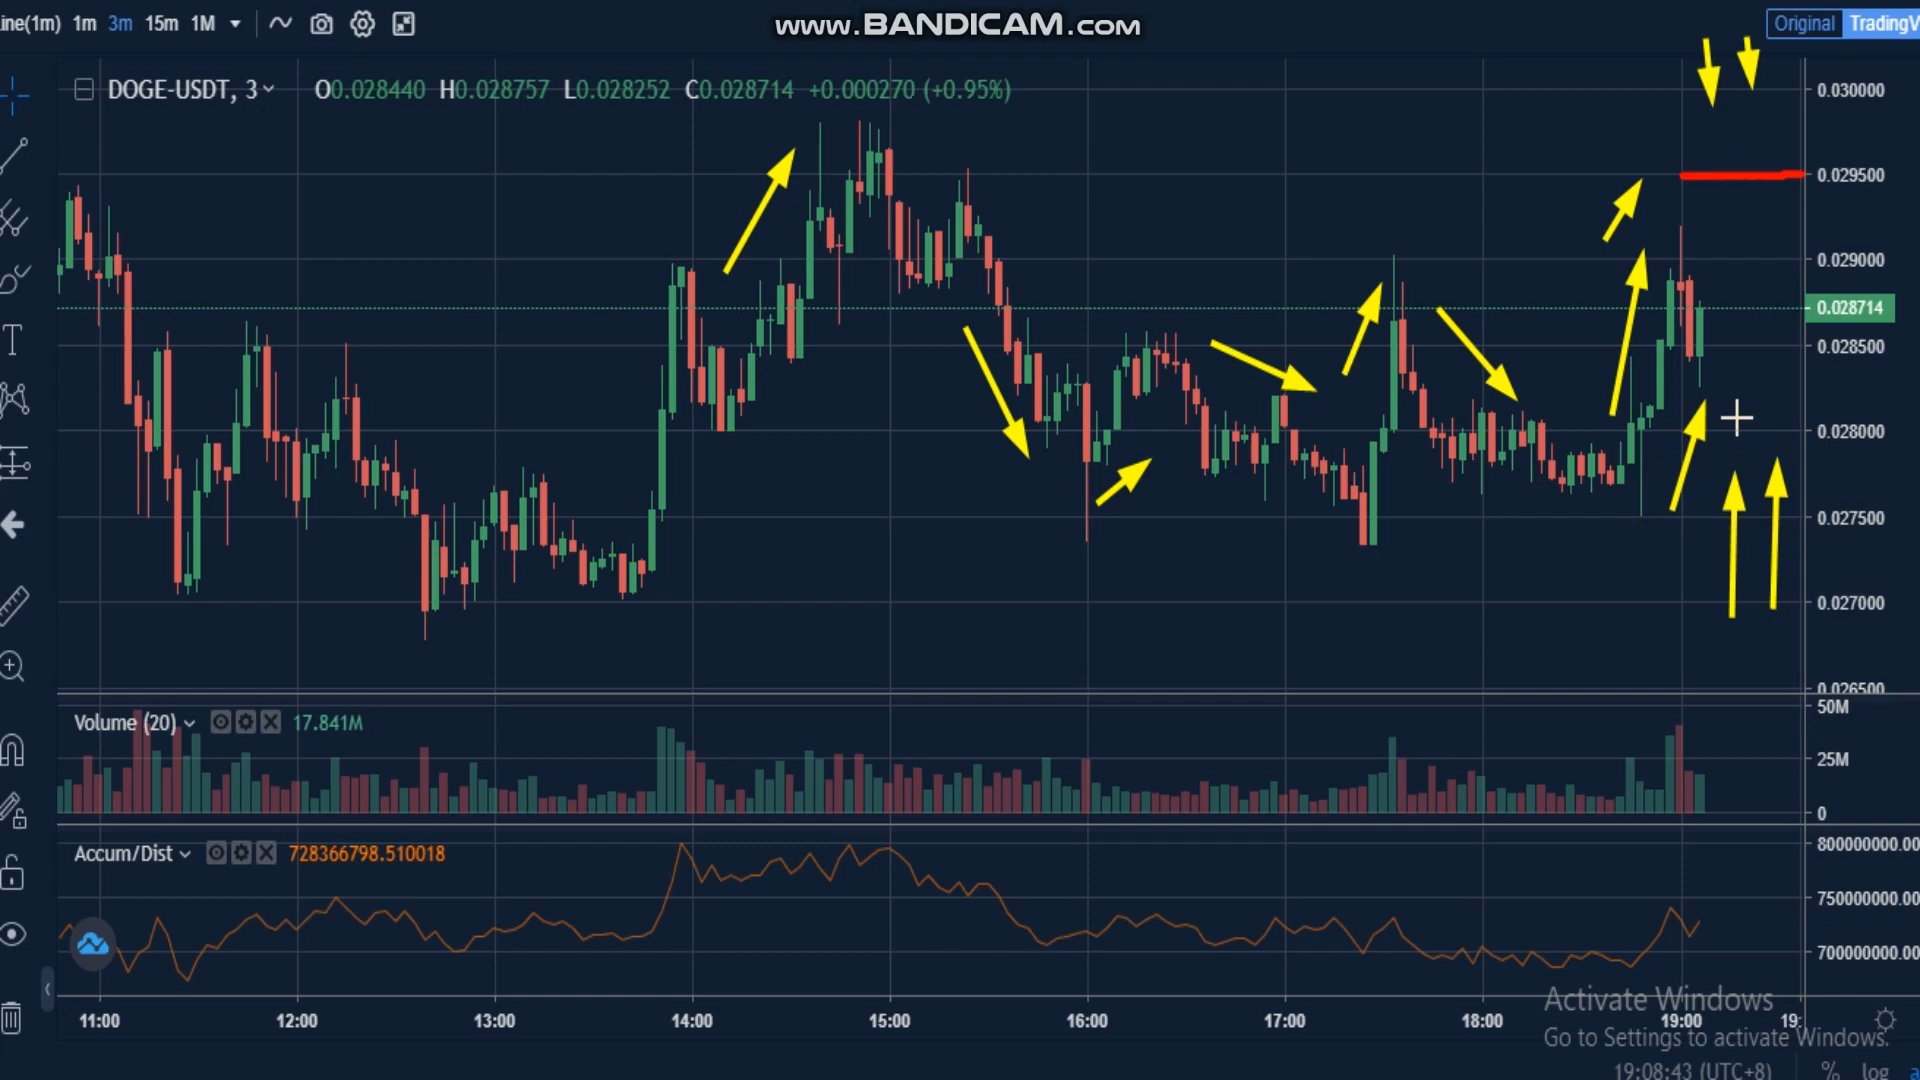 ine(1m) 1m 3m 15m 1M
www.BANDICAM.com
Original TradingV
DOGE-USDT, 3 O0.028440 H0.028757 L0.028252 C0.028714 +0.000270 (+0.95%)
0.030000
0.029500
0.029000
0.028714
0.028500
0.028000
0.027500
0.027000
0.026500
Volume (20) 17.841M
50M
25M
0
Accum/Dist 728366798.510018
800000000.00
750000000.00
700000000.00
11:00 12:00 13:00 14:00 15:00 16:00 17:00 18:00 19:00 19:
Activate Windows
Go to Settings to activate Windows.
19:08:43 (UTC+8) % log a